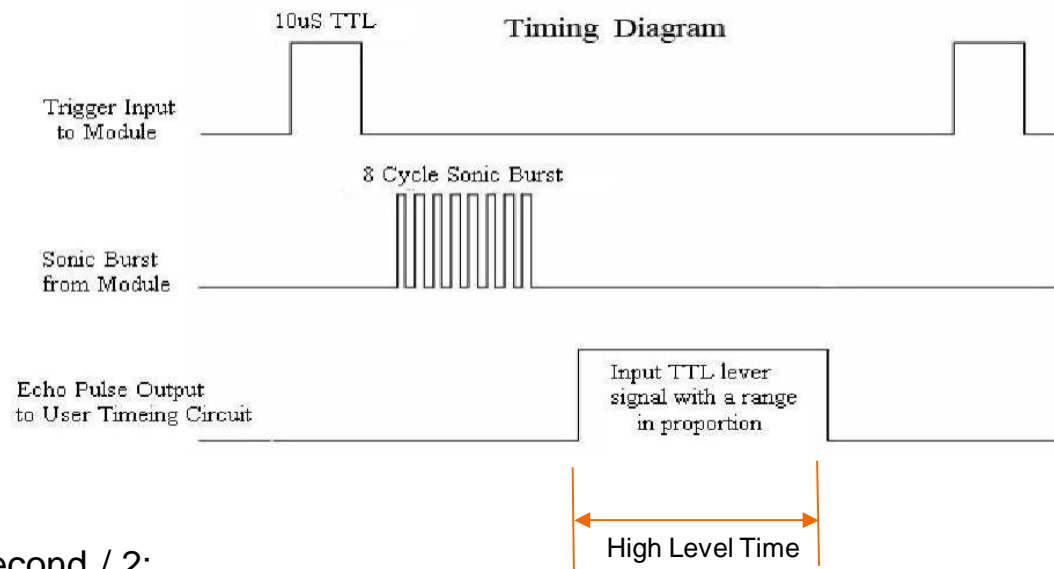 10uS TTL
Timing Diagram
Trigger Input
to Module
8 Cycle Sonic Burst
Sonic Burst
from Module
Echo Pulse Output
to User Timeing Circuit
Input TTL lever
signal with a range
in proportion
High Level Time
/ 2;